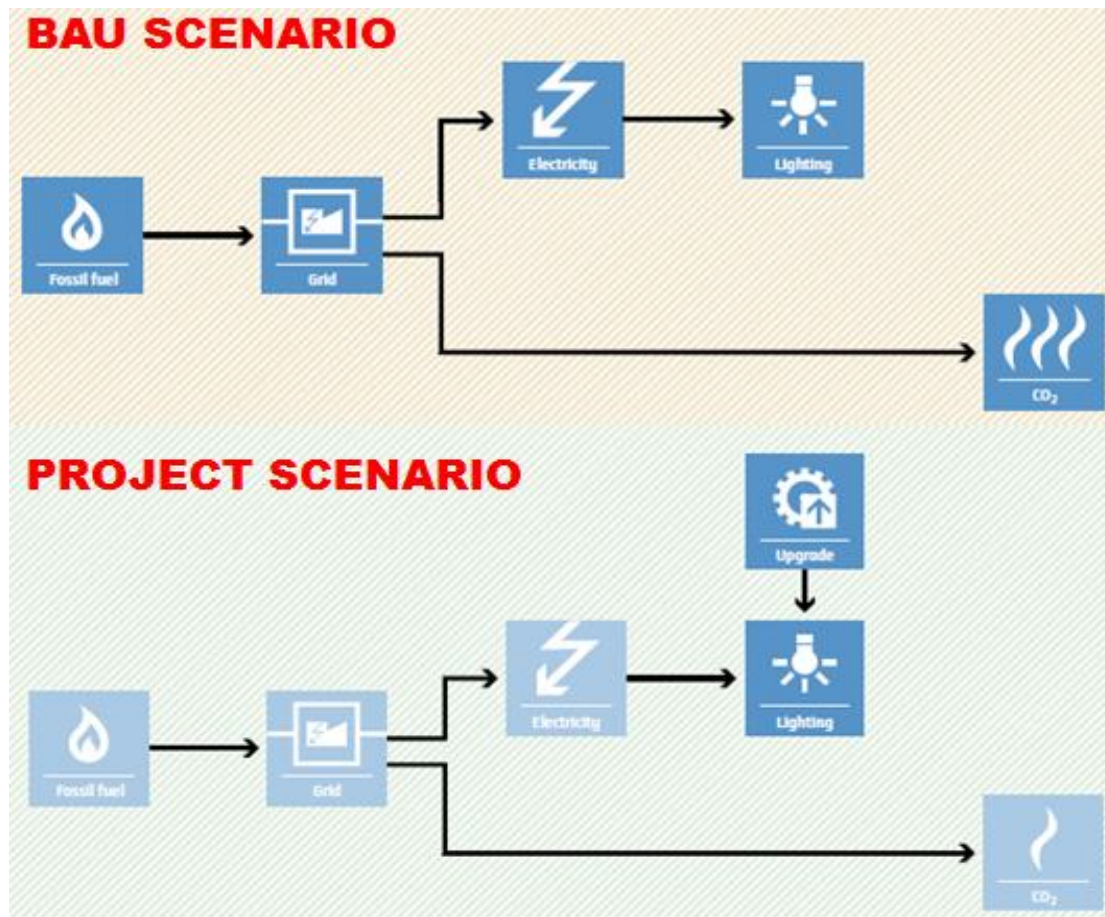 BAU SCENARIO
Electricity
Lighting
Fossil fuel
Grid
CO₂
PROJECT SCENARIO
Upgrade
Electricity
Lighting
Fossil fuel
Grid
CO₂